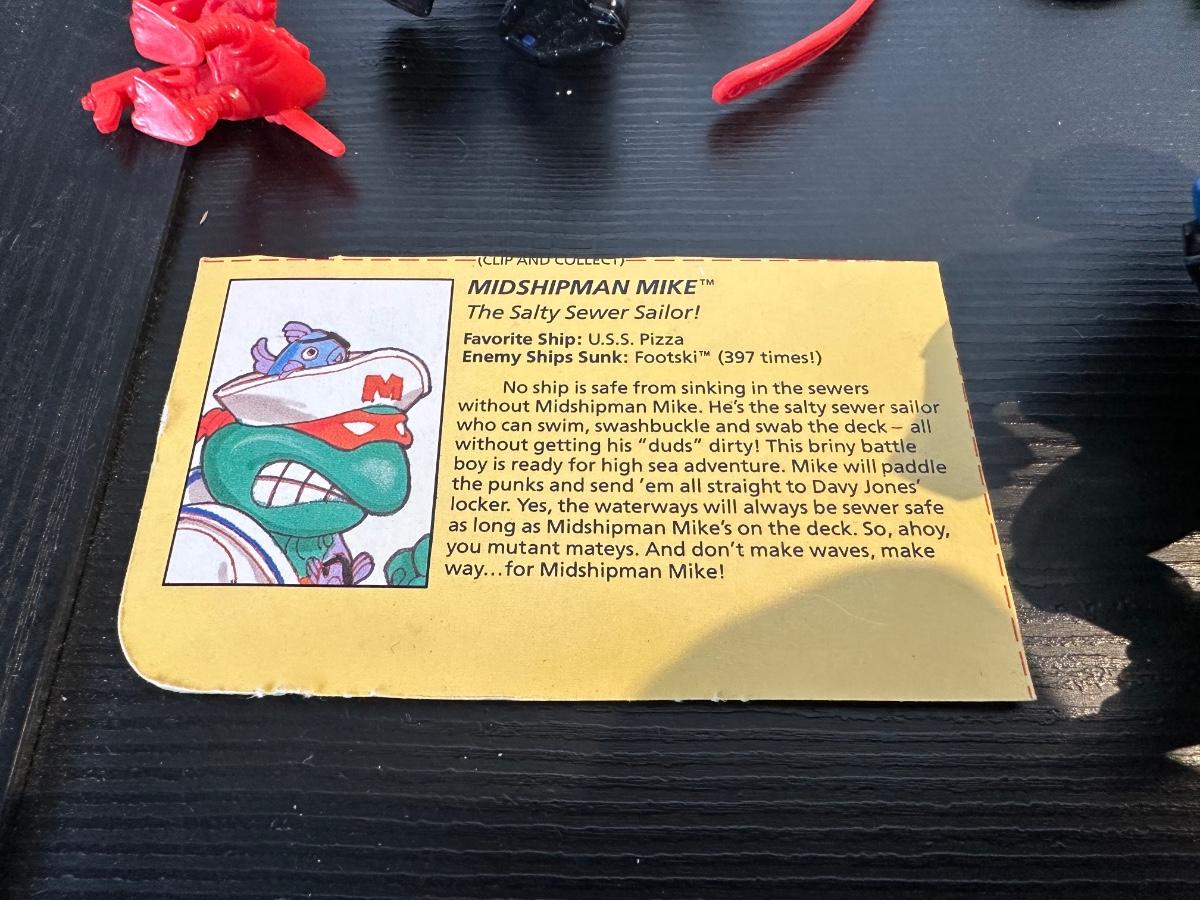 (CLIP AND COLLECT)
MIDSHIPMAN MIKE™
The Salty Sewer Sailor!
Favorite Ship: U.S.S. Pizza
Enemy Ships Sunk: Footski™ (397 times!)
No ship is safe from sinking in the sewers
without Midshipman Mike. He's the salty sewer sailor
who can swim, swashbuckle and swab the deck – all
without getting his "duds" dirty! This briny battle
boy is ready for high sea adventure. Mike will paddle
the punks and send 'em all straight to Davy Jones'
locker. Yes, the waterways will always be sewer safe
as long as Midshipman Mike's on the deck. So, ahoy,
you mutant mateys. And don't make waves, make
way...for Midshipman Mike!
M